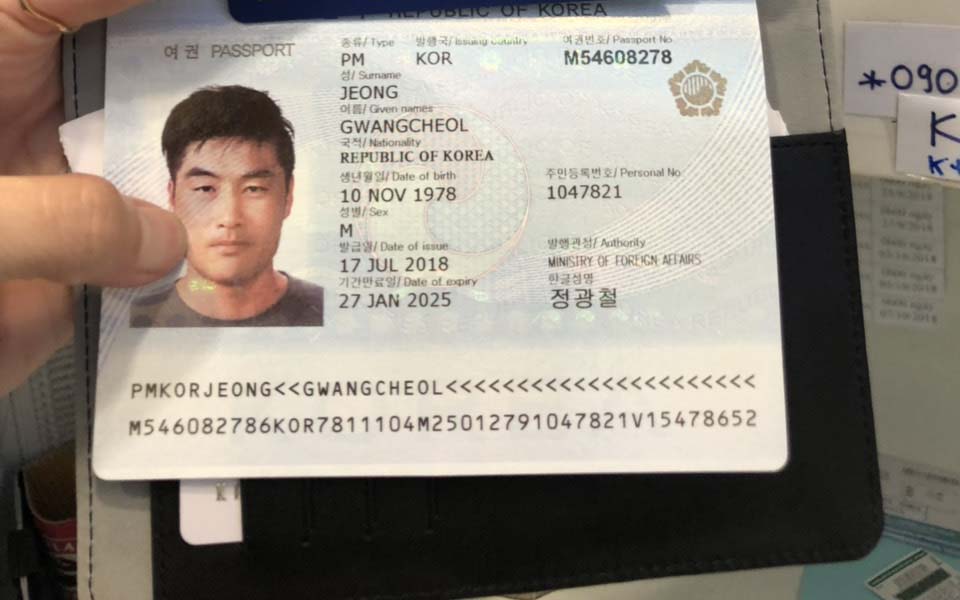 REPUBLIC OF KOREA
여권 PASSPORT
종류/Type 발행국/Issuing country 여권번호/Passport No
PM KOR M54608278
성/Surname
JEONG
이름/Given names
GWANGCHEOL
국적/Nationality
REPUBLIC OF KOREA
생년월일/Date of birth 주민등록번호/Personal No
10 NOV 1978 1047821
성별/Sex
M
발급일/Date of issue 발행관청/Authority
17 JUL 2018 MINISTRY OF FOREIGN AFFAIRS
기간만료일/Date of expiry 한글성명
27 JAN 2025 정광철
PMKORJEONG<<GWANGCHEOL<<<<<<<<<<<<<<<<<<<<<<
M546082786KOR7811104M25012791047821V15478652
*090
K